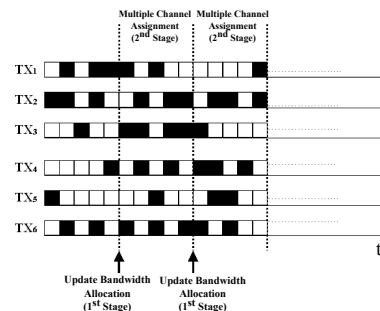 Multiple Channel Multiple Channel
Assignment Assignment
(2nd Stage) (2nd Stage)
TX1
TX2
TX3
TX4
TX5
TX6
t
Update Bandwidth Update Bandwidth
Allocation Allocation
(1st Stage) (1st Stage)